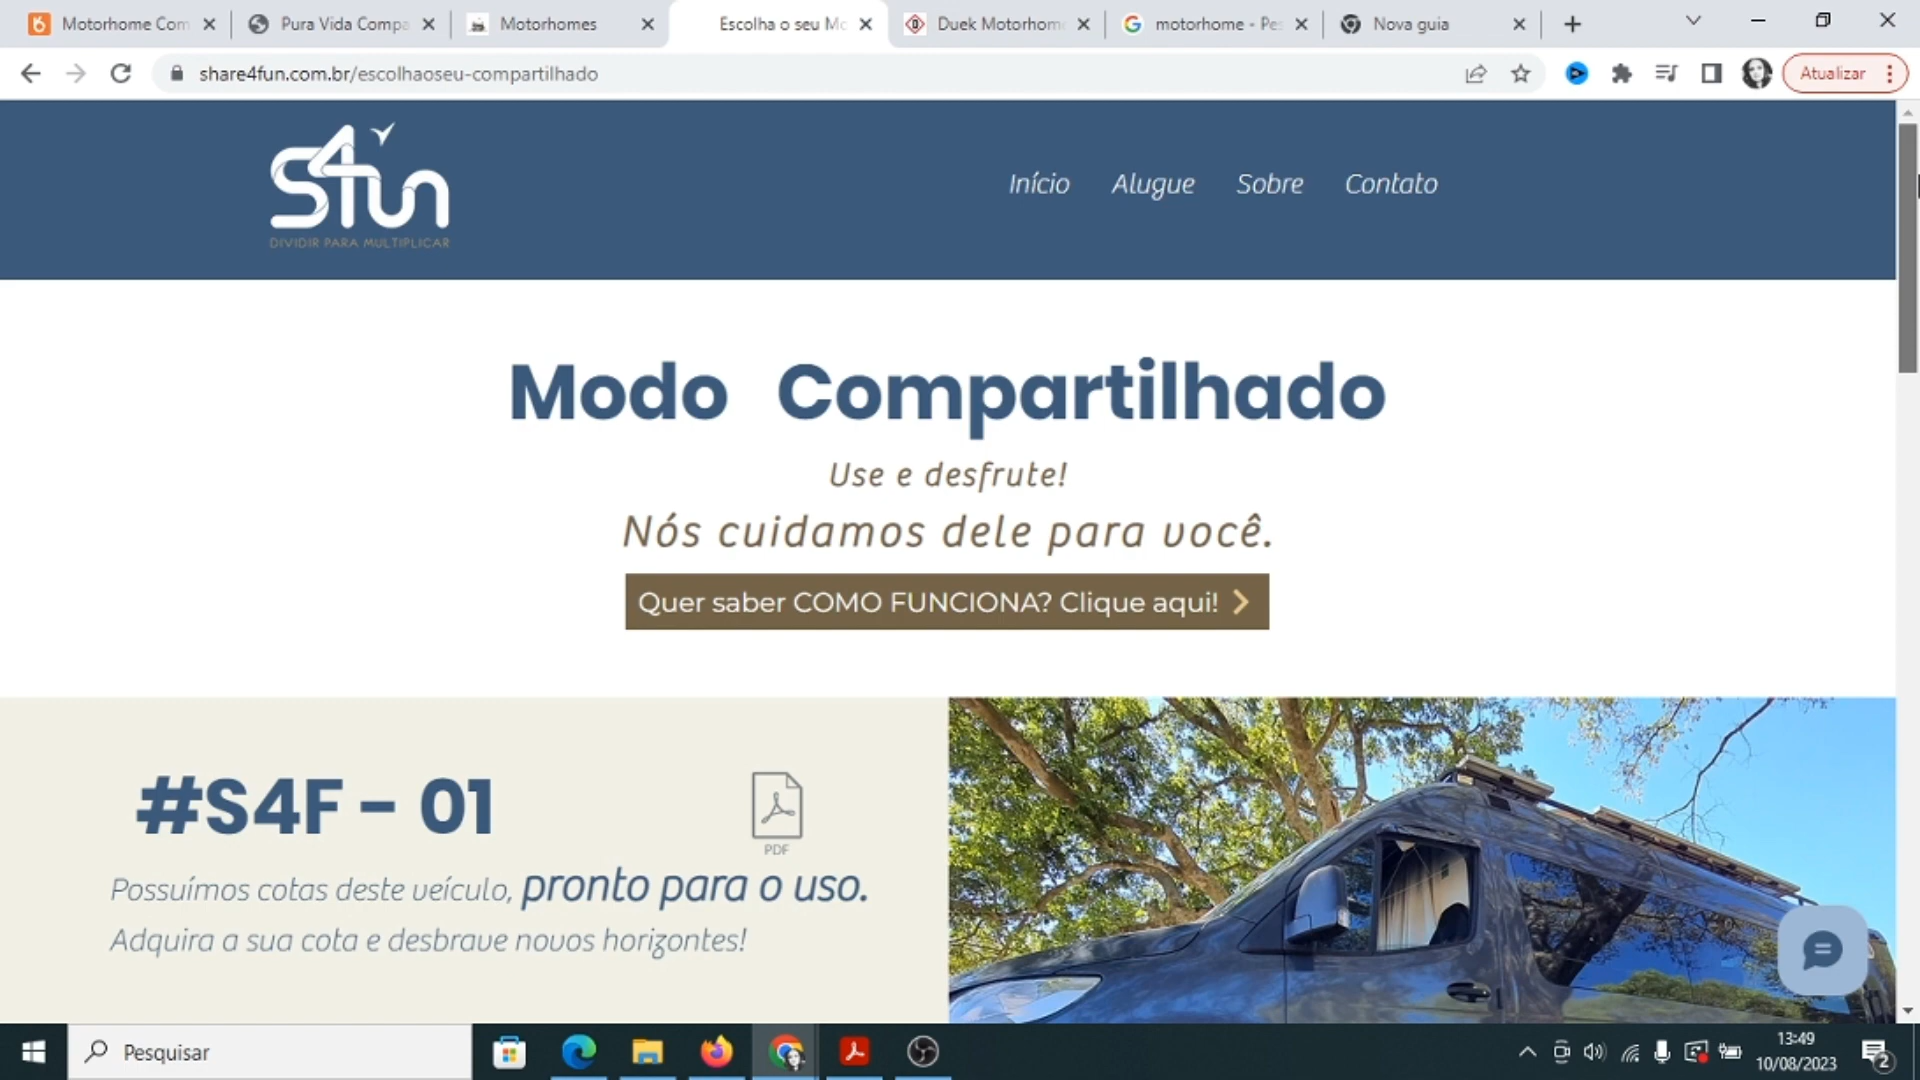 Motorhome Com
Pura Vida Compa
Motorhomes
Escolha o seu Mo
Duek Motorhome
motorhome - Pes
Nova guia
share4fun.com.br/escolhaoseu-compartilhado
Atualizar
S4fun
DIVIDIR PARA MULTIPLICAR
Início Alugue Sobre Contato
Modo Compartilhado
Use e desfrute!
Nós cuidamos dele para você.
Quer saber COMO FUNCIONA? Clique aqui!
#S4F - 01
PDF
Possuímos cotas deste veículo, pronto para o uso.
Adquira a sua cota e desbrave novos horizontes!
Pesquisar
13:49
10/08/2023
2